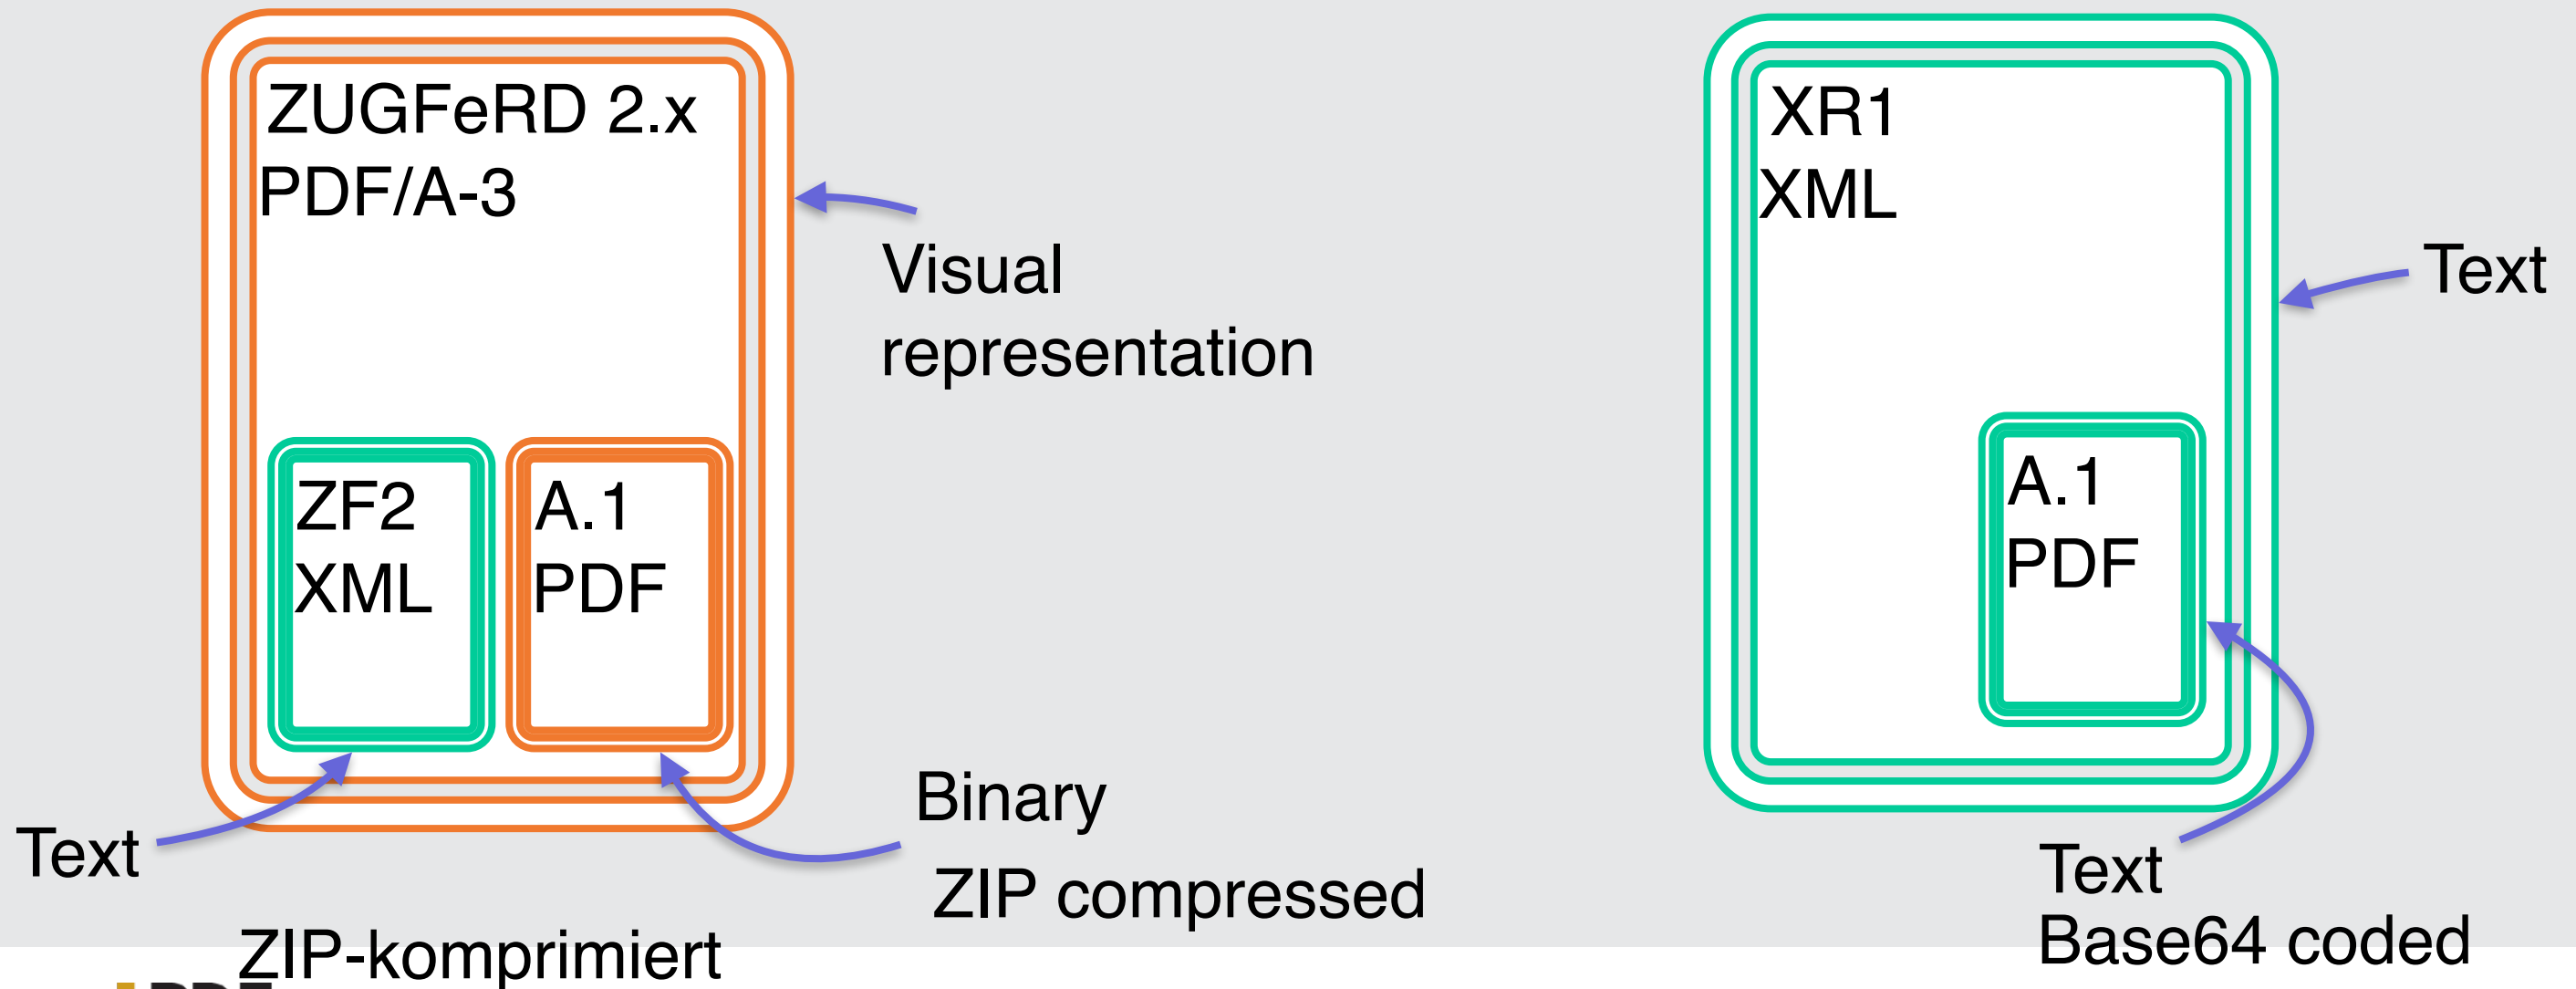 ZUGFeRD 2.x
PDF/A-3
ZF2
XML
A.1
PDF
Visual
representation
Text
ZIP-komprimiert
Binary
ZIP compressed
XR1
XML
A.1
PDF
Text
Text
Base64 coded